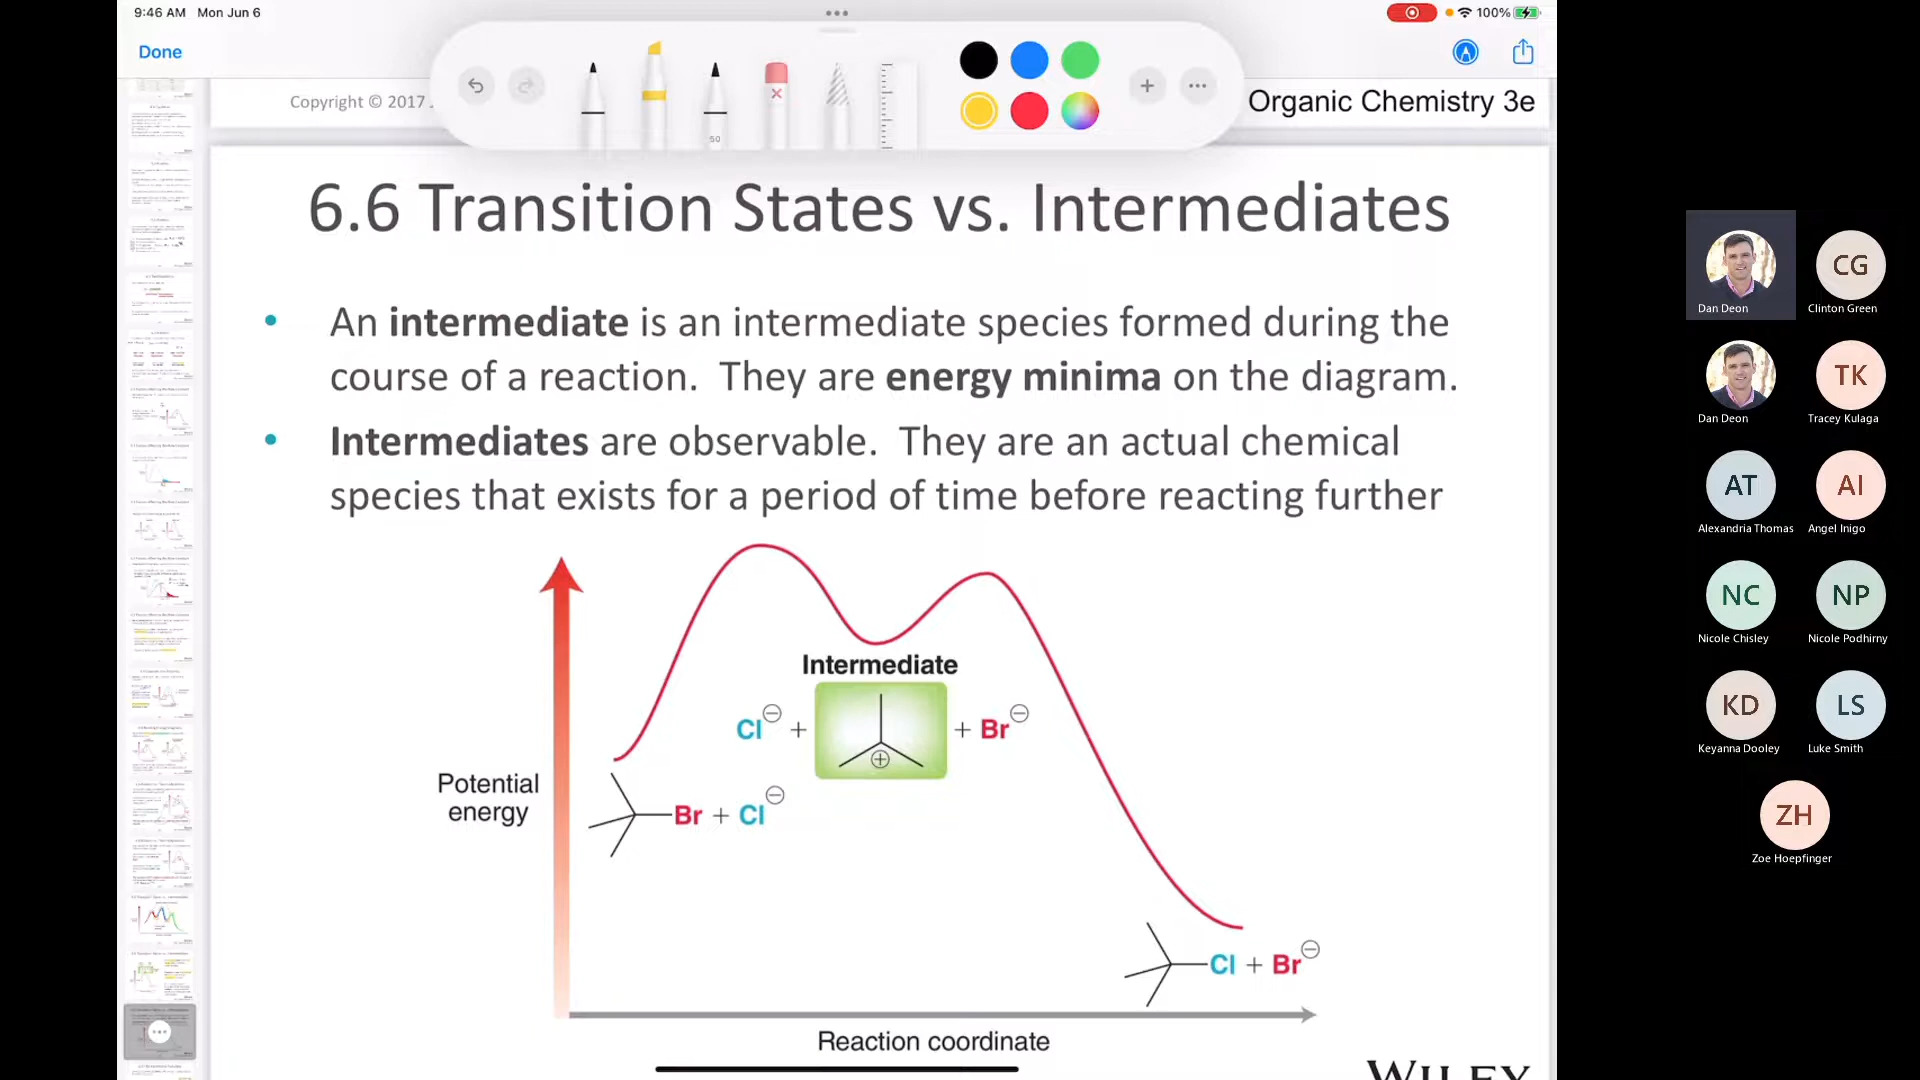 9:46 AM Mon Jun 6
100%
Done
50
Copyright © 2017
Organic Chemistry 3e
6.6 Transition States vs. Intermediates
• An intermediate is an intermediate species formed during the
course of a reaction. They are energy minima on the diagram.
• Intermediates are observable. They are an actual chemical
species that exists for a period of time before reacting further
Intermediate
Cl⊖ + ⊕ + Br⊖
Potential
energy
Br + Cl⊖
Cl + Br⊖
Reaction coordinate
WILEY
Dan Deon
CG
Clinton Green
Dan Deon
TK
Tracey Kulaga
AT
Alexandria Thomas
AI
Angel Inigo
NC
Nicole Chisley
NP
Nicole Podhirny
KD
Keyanna Dooley
LS
Luke Smith
ZH
Zoe Hoepfinger